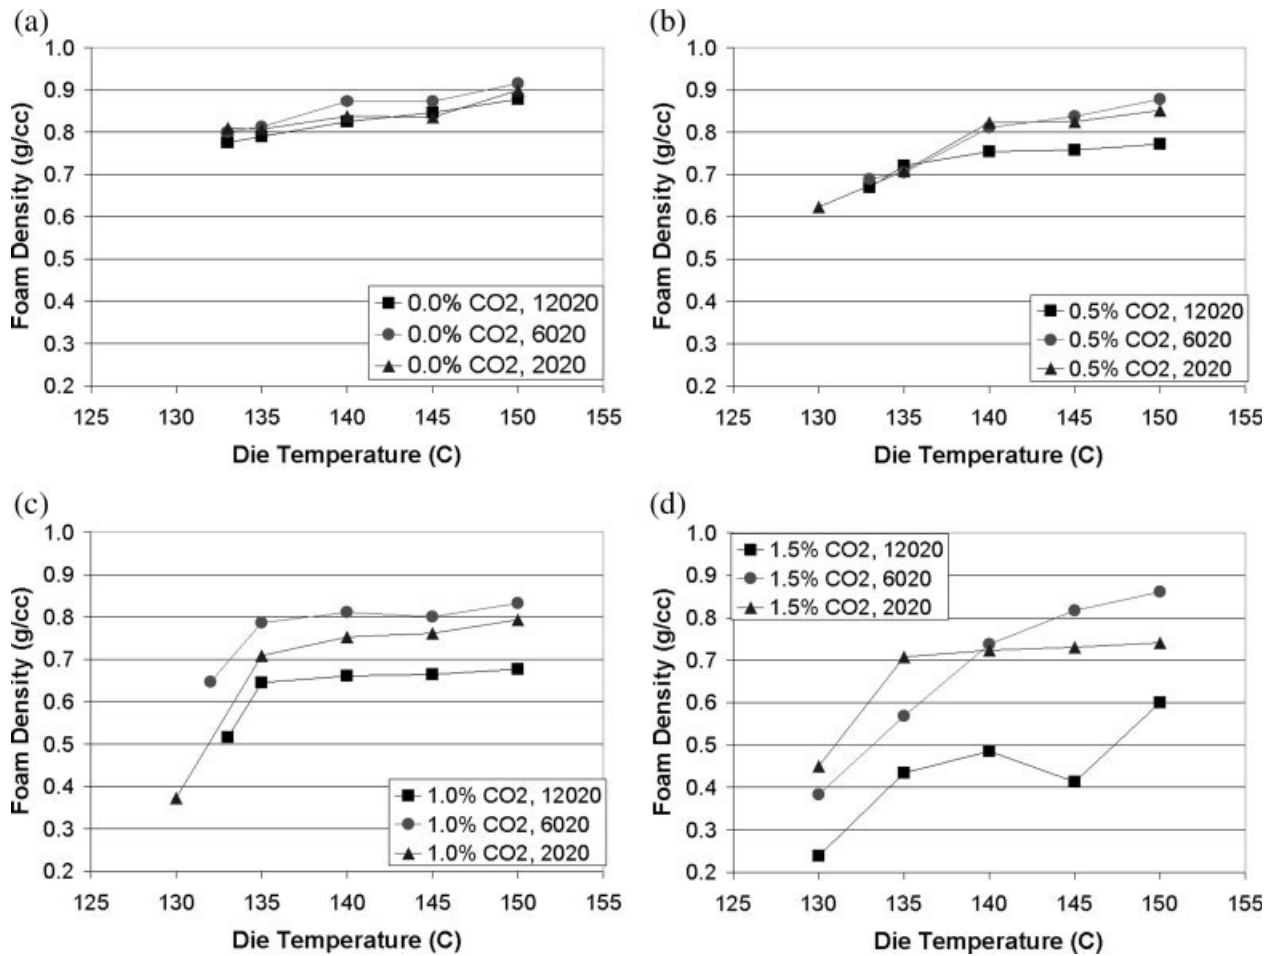 (a)
1.0
0.9
0.8
0.7
0.6
0.5
0.4
0.3
0.2
Foam Density (g/cc)
0.0% CO2, 12020
0.0% CO2, 6020
0.0% CO2, 2020
125 130 135 140 145 150 155
Die Temperature (C)
(b)
1.0
0.9
0.8
0.7
0.6
0.5
0.4
0.3
0.2
Foam Density (g/cc)
0.5% CO2, 12020
0.5% CO2, 6020
0.5% CO2, 2020
125 130 135 140 145 150 155
Die Temperature (C)
(c)
1.0
0.9
0.8
0.7
0.6
0.5
0.4
0.3
0.2
Foam Density (g/cc)
1.0% CO2, 12020
1.0% CO2, 6020
1.0% CO2, 2020
125 130 135 140 145 150 155
Die Temperature (C)
(d)
1.0
0.9
0.8
0.7
0.6
0.5
0.4
0.3
0.2
Foam Density (g/cc)
1.5% CO2, 12020
1.5% CO2, 6020
1.5% CO2, 2020
125 130 135 140 145 150 155
Die Temperature (C)